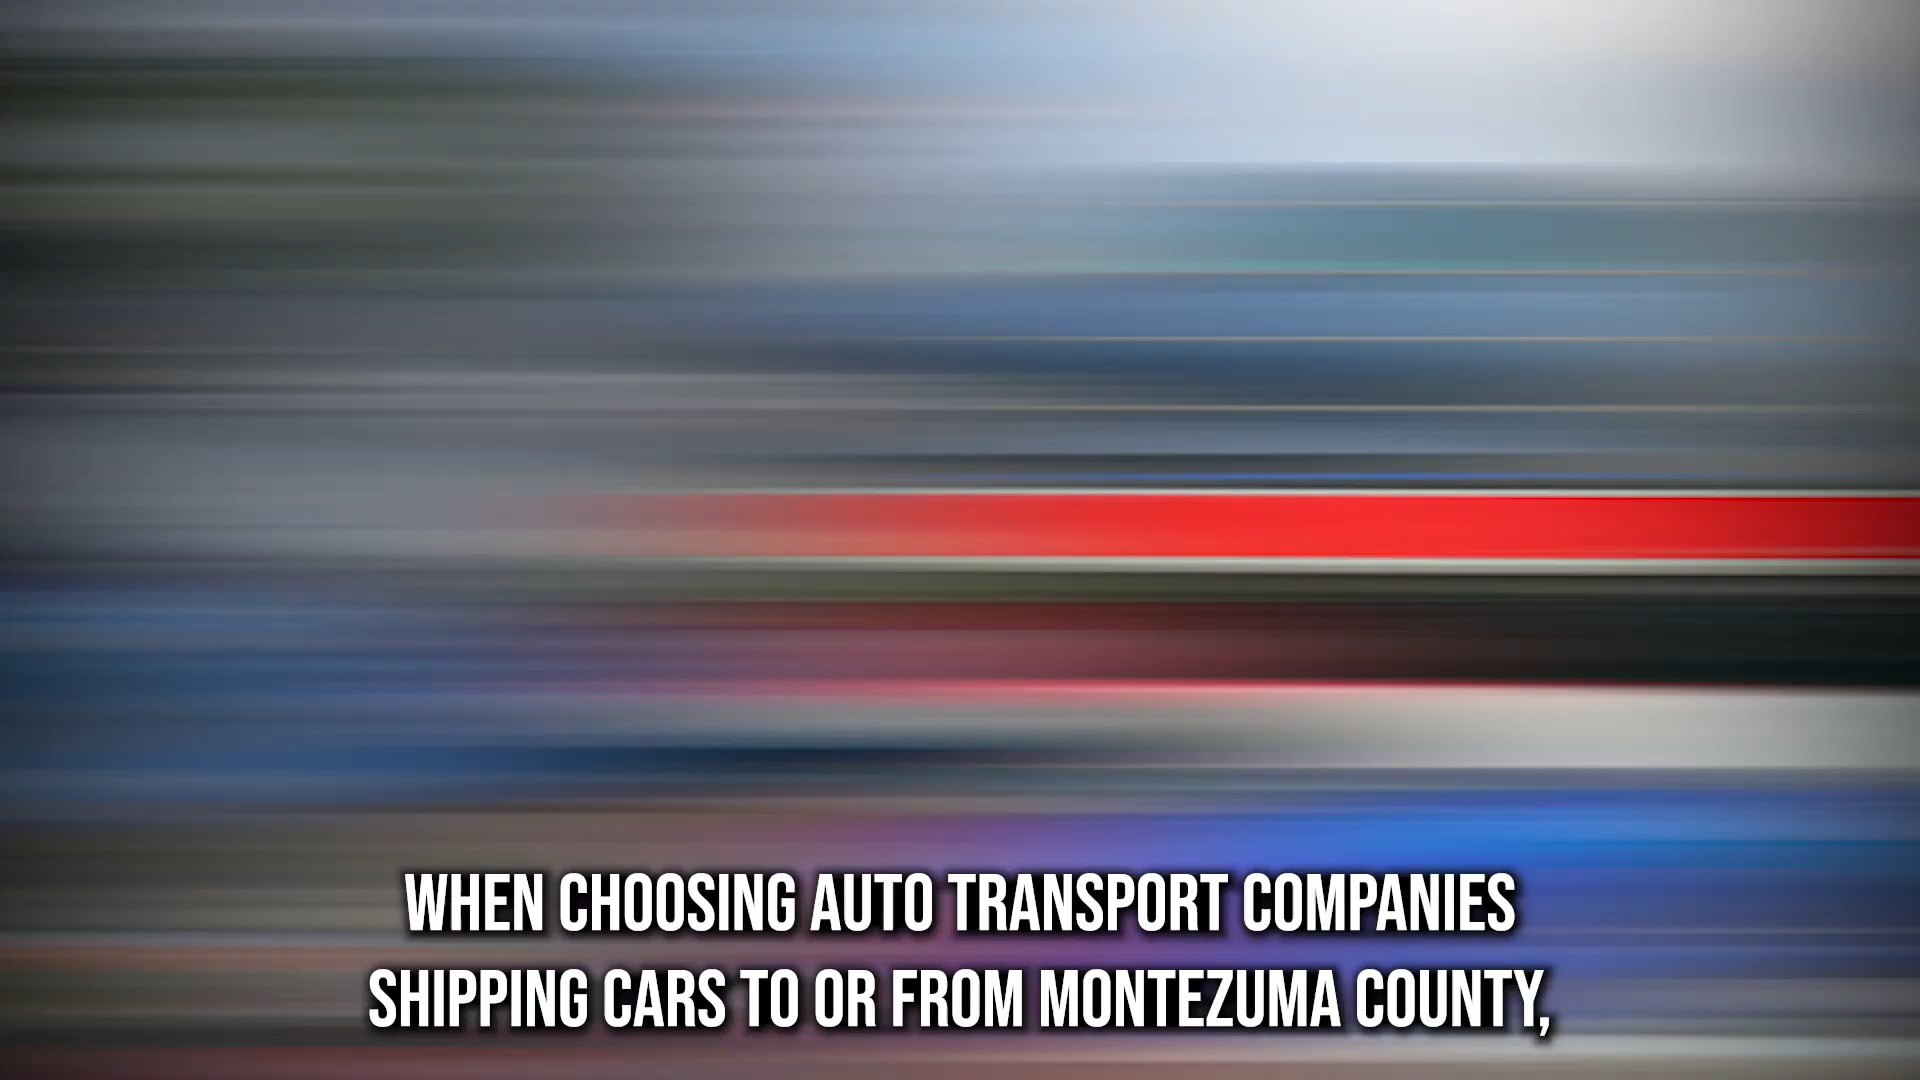 WHEN CHOOSING AUTO TRANSPORT COMPANIES
SHIPPING CARS TO OR FROM MONTEZUMA COUNTY,